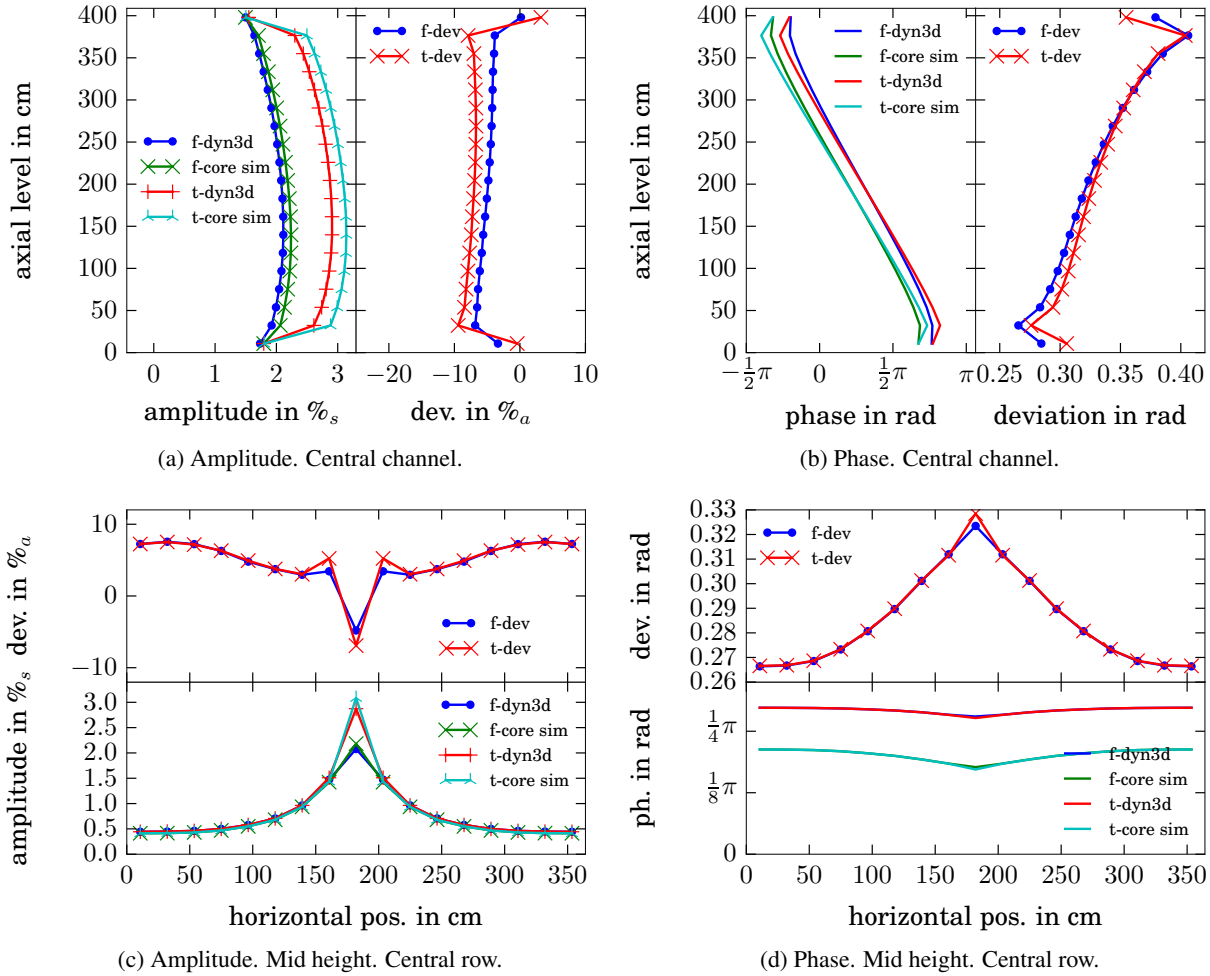 400
350
300
250
200
150
100
50
0
axial level in cm
f-dyn3d
f-core sim
t-dyn3d
t-core sim
0 1 2 3
amplitude in %s
f-dev
t-dev
−20 −10 0 10
dev. in %a
(a) Amplitude. Central channel.
400
350
300
250
200
150
100
50
0
axial level in cm
f-dyn3d
f-core sim
t-dyn3d
t-core sim
−½π 0 ½π π
phase in rad
f-dev
t-dev
0.25 0.30 0.35 0.40
deviation in rad
(b) Phase. Central channel.
10
0
−10
dev. in %a
f-dev
t-dev
3.0
2.5
2.0
1.5
1.0
0.5
0.0
amplitude in %s
f-dyn3d
f-core sim
t-dyn3d
t-core sim
0 50 100 150 200 250 300 350
horizontal pos. in cm
(c) Amplitude. Mid height. Central row.
0.33
0.32
0.31
0.30
0.29
0.28
0.27
0.26
dev. in rad
f-dev
t-dev
¼π
⅛π
0
ph. in rad
f-dyn3d
f-core sim
t-dyn3d
t-core sim
0 50 100 150 200 250 300 350
horizontal pos. in cm
(d) Phase. Mid height. Central row.